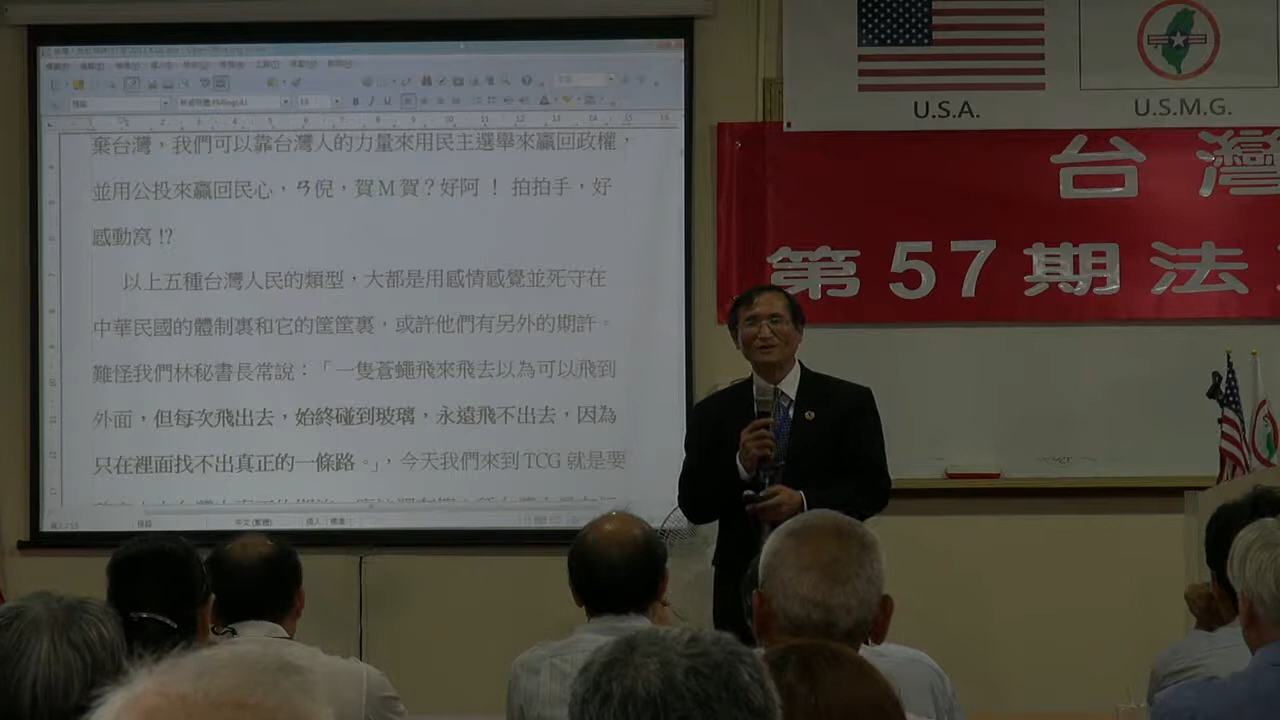 棄台灣，我們可以靠台灣人的力量來用民主選舉來贏回政權，
並用公投來贏回民心，ㄢ倪，賀M賀？好阿！ 拍拍手，好
感動窩!?
以上五種台灣人民的類型，大都是用感情感覺並死守在
中華民國的體制裏和它的筐筐裏，或許他們有另外的期許。
難怪我們林秘書長常說：「一隻蒼蠅飛來飛去以為可以飛到
外面，但每次飛出去，始終碰到玻璃，永遠飛不出去，因為
只在裡面找不出真正的一條路。」，今天我們來到TCG就是要
中文(繁體)
U.S.A.
U.S.M.G.
台灣
第57期法